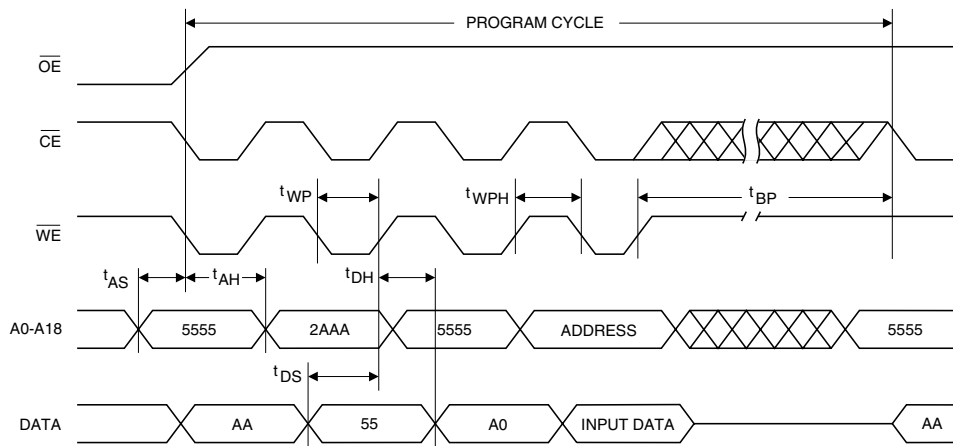 PROGRAM CYCLE
OE
CE
tWP
tWPH
tBP
WE
tAS
tAH
tDH
A0-A18
5555
2AAA
5555
ADDRESS
5555
tDS
DATA
AA
55
A0
INPUT DATA
AA